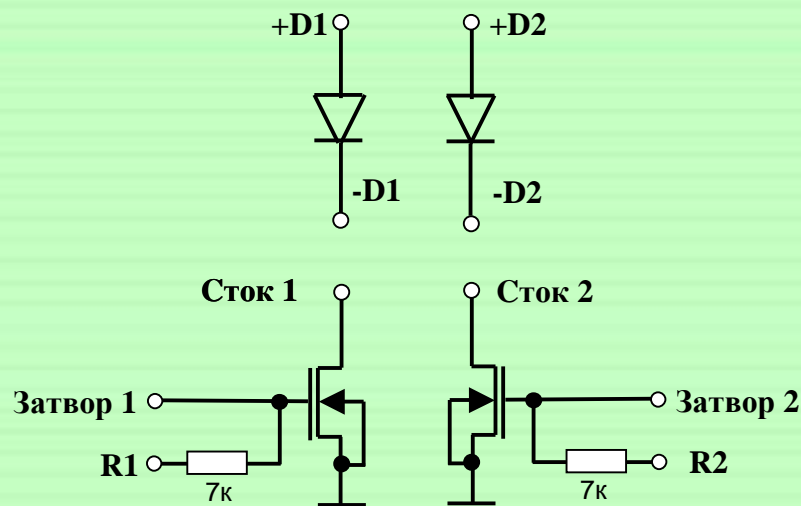 +D1 +D2
-D1 -D2
Сток 1 Сток 2
Затвор 1 Затвор 2
R1 R2
7к 7к